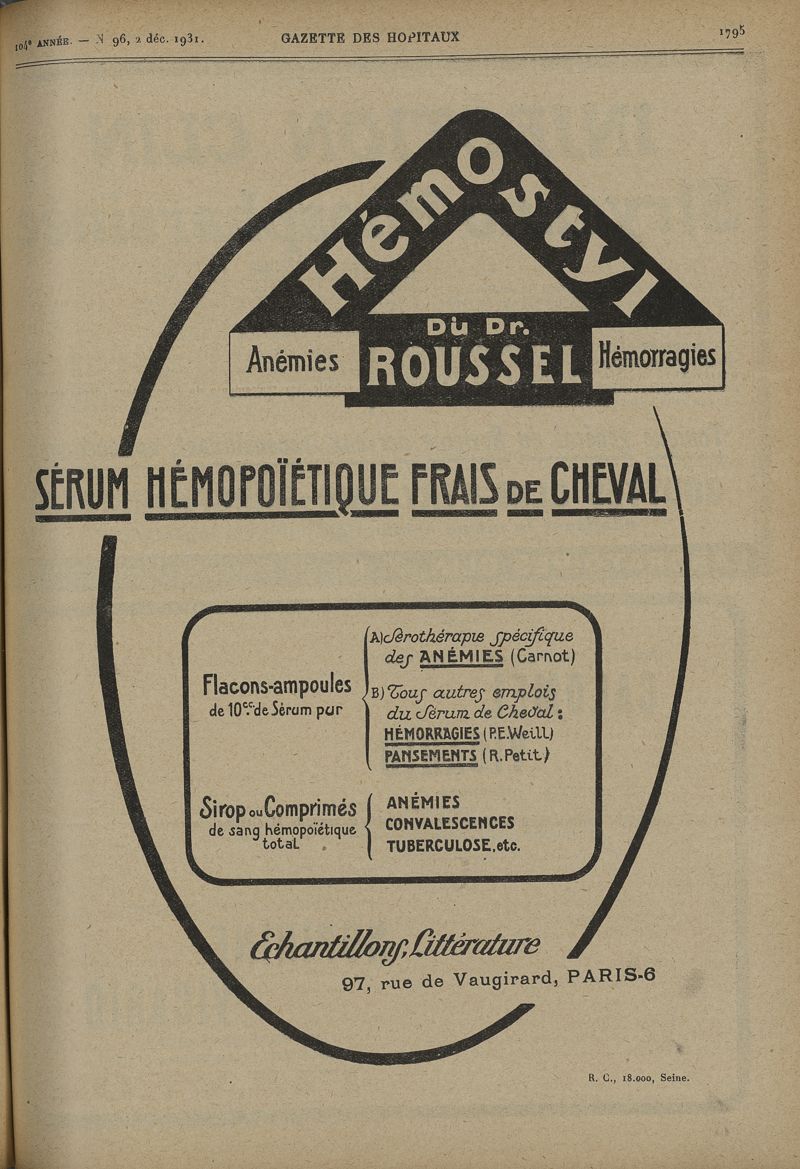 104e ANNÉE. — N 96, 2 déc. 1931.
GAZETTE DES HOPITAUX
1795
Hémostyl
Du Dr.
ROUSSEL
Anémies
Hémorragies
SÉRUM HÉMOPOÏÉTIQUE FRAIS DE CHEVAL
Flacons-ampoules
de 10c.c. de Sérum pur
A) Sérothérapie spécifique
des ANÉMIES (Carnot)
B) Tous autres emplois
du Sérum de Cheval :
HÉMORRAGIES (P.E.Weill)
PANSEMENTS (R.Petit)
Sirop ou Comprimés
de sang hémopoïétique
total
ANÉMIES
CONVALESCENCES
TUBERCULOSE, etc.
Échantillons, Littérature
97, rue de Vaugirard, PARIS-6
R. C., 18.000, Seine.